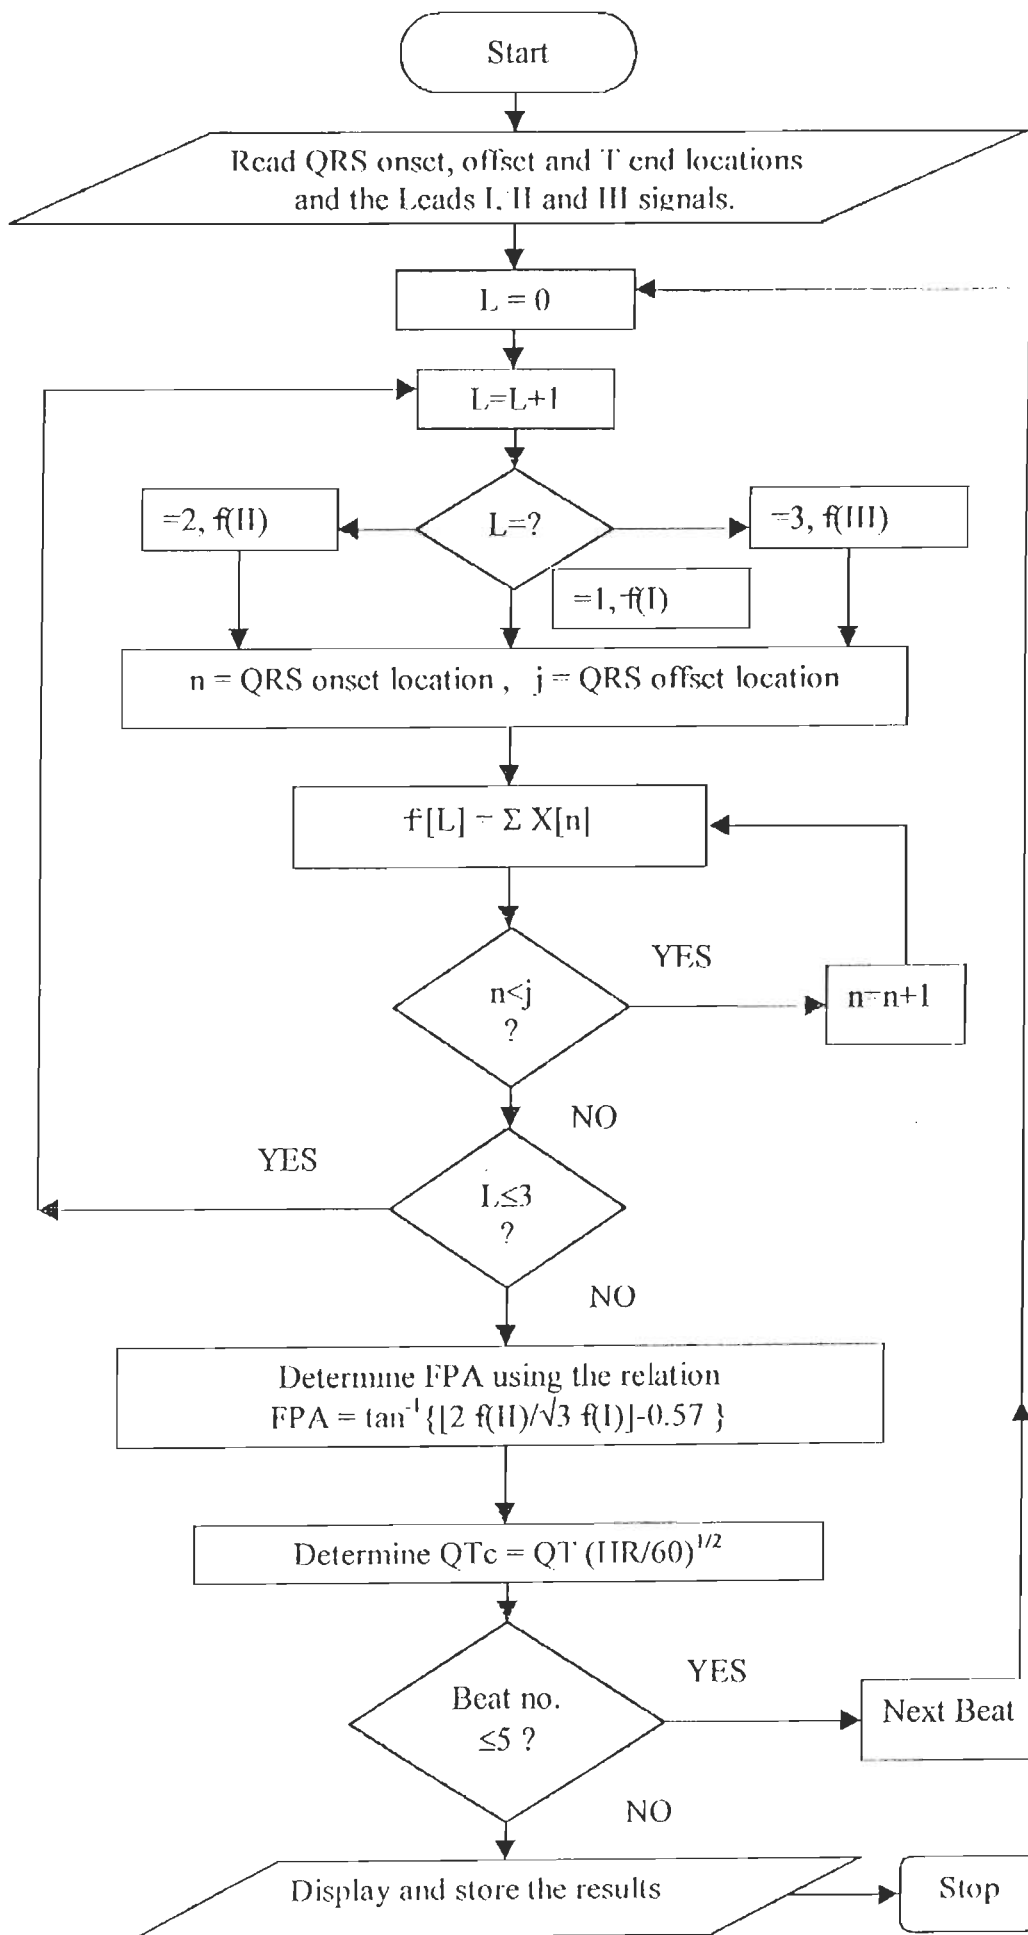 Start
Read QRS onset, offset and T end locations
and the Leads I, II and III signals.
L = 0
L=L+1
L=?
=2, f(II)
=3, f(III)
=1, f(I)
n = QRS onset location , j = QRS offset location
f[L] = Σ X[n]
n<j
?
YES
n=n+1
NO
YES
L≤3
?
NO
Determine FPA using the relation
FPA = tan⁻¹{[2 f(II)/√3 f(I)]-0.57 }
Determine QTc = QT (HR/60)¹ᐟ²
Beat no.
≤5 ?
YES
Next Beat
NO
Display and store the results
Stop